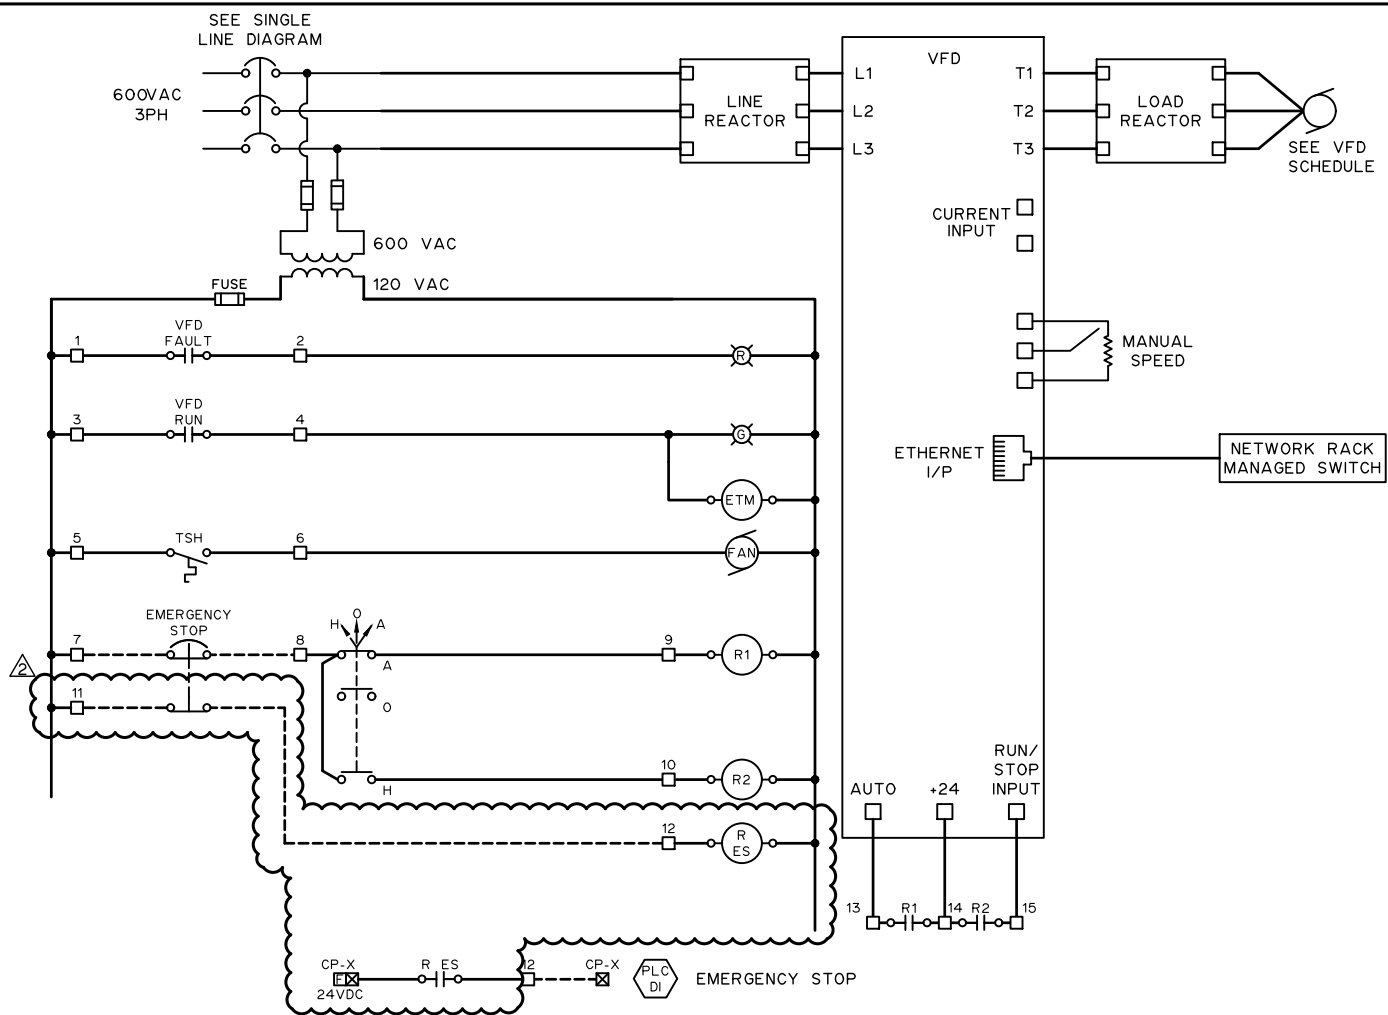 SEE SINGLE
LINE DIAGRAM
600VAC
3PH
LINE
REACTOR
L1
L2
L3
VFD
T1
T2
T3
LOAD
REACTOR
SEE VFD
SCHEDULE
CURRENT
INPUT
600 VAC
120 VAC
FUSE
1
VFD
FAULT
2
R
MANUAL
SPEED
3
VFD
RUN
4
G
ETM
ETHERNET
I/P
NETWORK RACK
MANAGED SWITCH
5
TSH
6
FAN
EMERGENCY
STOP
7
8
H
O
A
A
O
H
9
R1
2
11
10
R2
12
R
ES
AUTO
+24
RUN/
STOP
INPUT
13
R1
14
R2
15
CP-X
F
24VDC
R ES
12
CP-X
PLC
DI
EMERGENCY STOP